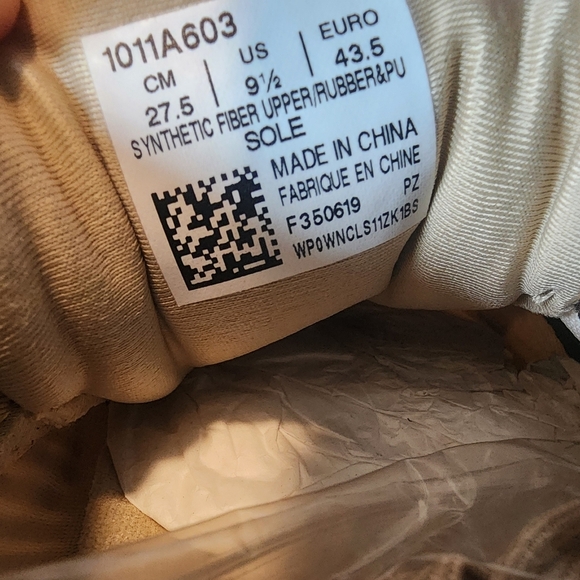 1011A603
CM | US | EURO
27.5 | 9½ | 43.5
SYNTHETIC FIBER UPPER/RUBBER&PU
SOLE
MADE IN CHINA
FABRIQUE EN CHINE
F350619 PZ
WP0WNCLS11ZK1BS